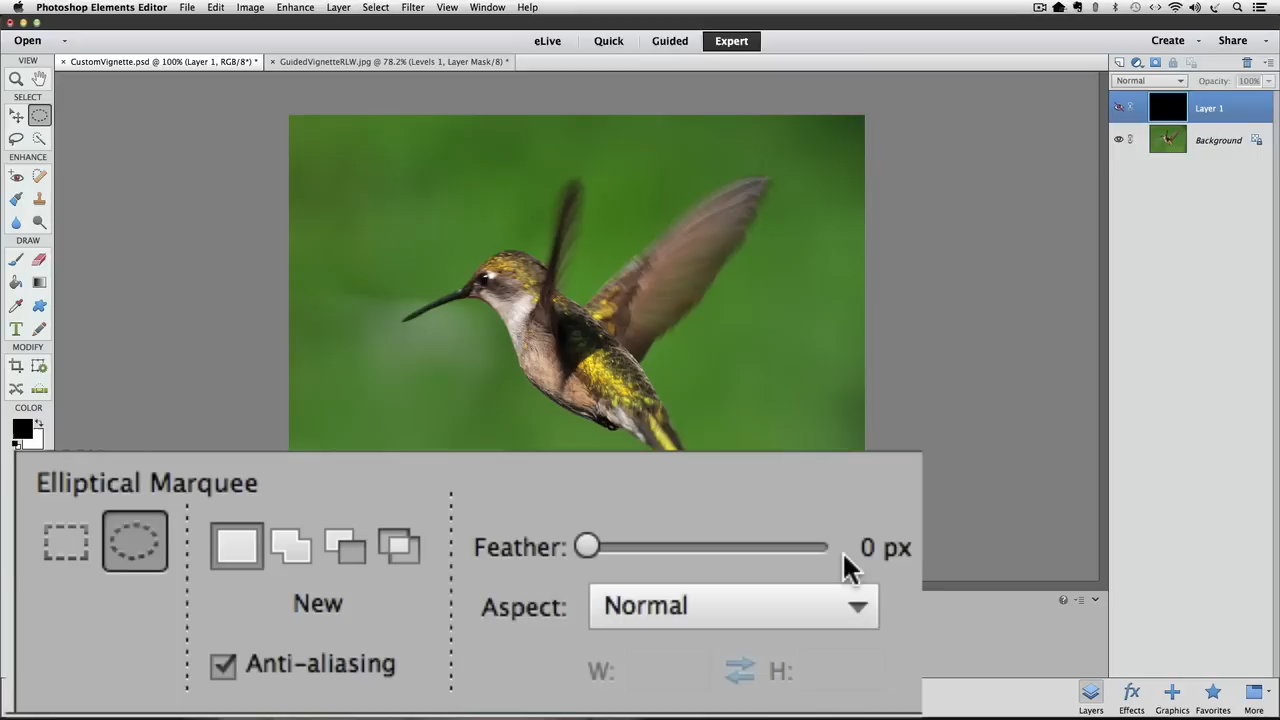 Photoshop Elements Editor File Edit Image Enhance Layer Select Filter View Window Help
Open eLive Quick Guided Expert Create Share
VIEW
× CustomVignette.psd @ 100% (Layer 1, RGB/8*) * × GuidedVignetteRLW.jpg @ 78.2% (Levels 1, Layer Mask/8) *
Normal Opacity: 100%
SELECT
Layer 1
Background
ENHANCE
DRAW
MODIFY
COLOR
Elliptical Marquee
Feather: 0 px
New
Aspect: Normal
Anti-aliasing
W: H:
Layers Effects Graphics Favorites More